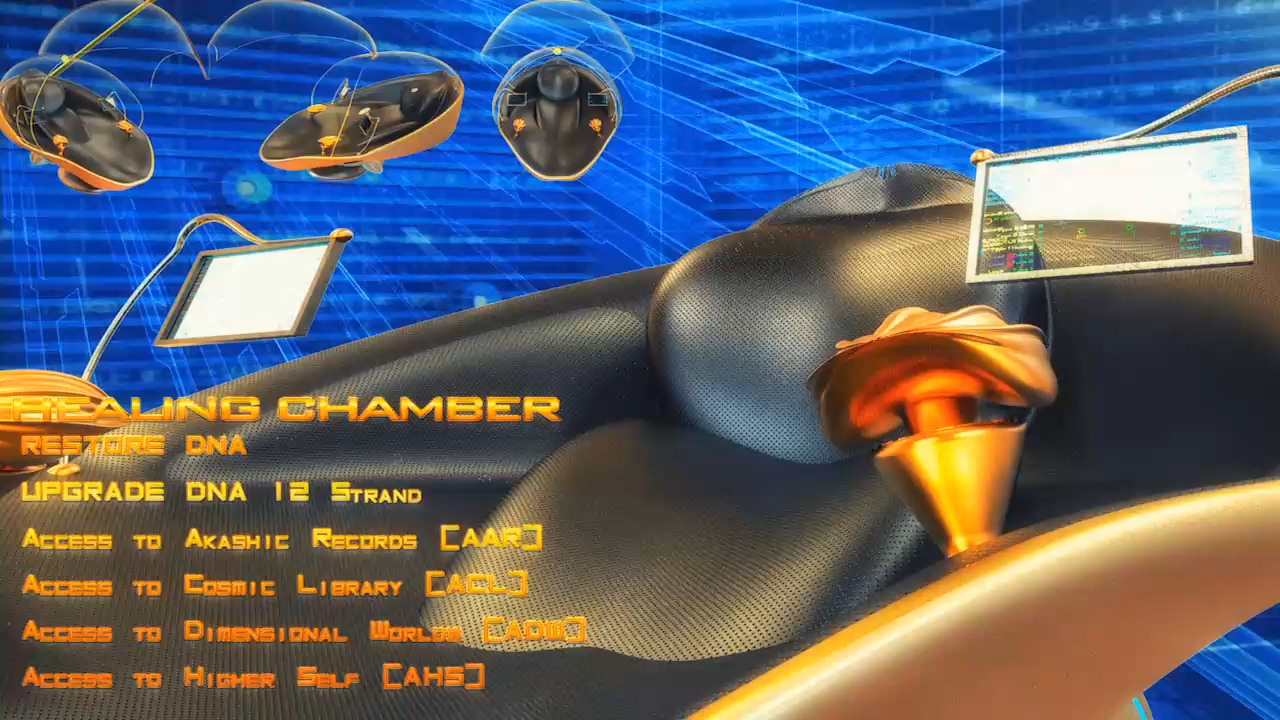 HEALING CHAMBER
RESTORE DNA
UPGRADE DNA 12 STRAND
ACCESS TO AKASHIC RECORDS [AAR]
ACCESS TO COSMIC LIBRARY [ACL]
ACCESS TO DIMENSIONAL WORLDS [ADW]
ACCESS TO HIGHER SELF [AHS]